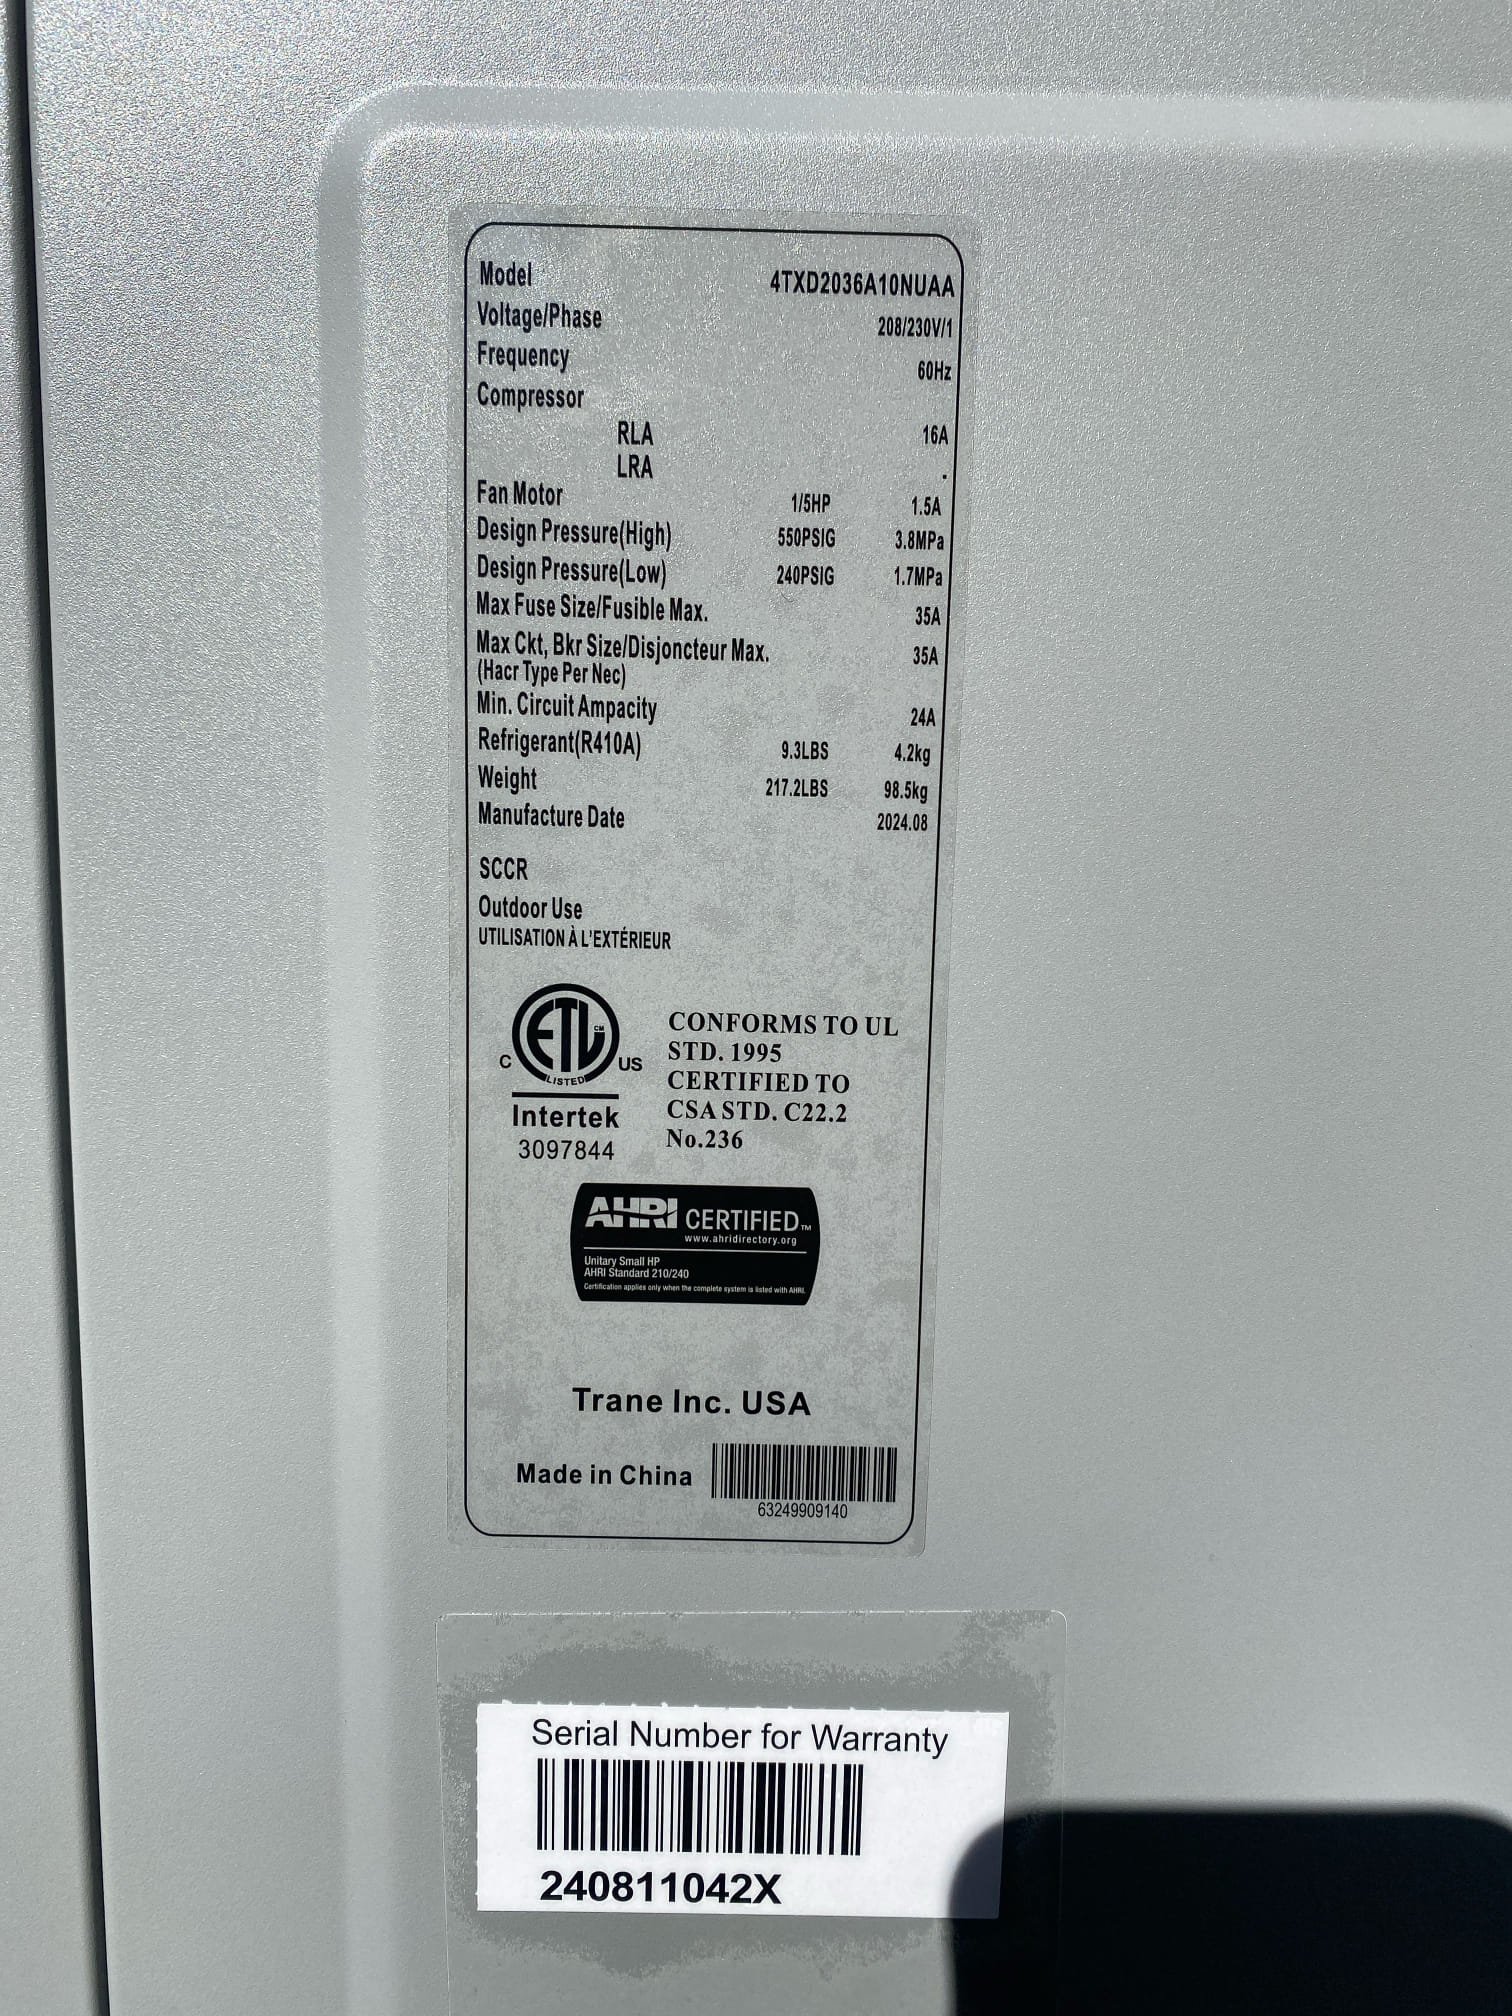 Model 4TXD2036A10NUAA
Voltage/Phase 208/230V/1
Frequency 60Hz
Compressor
RLA 16A
LRA .
Fan Motor 1/5HP 1.5A
Design Pressure(High) 550PSIG 3.8MPa
Design Pressure(Low) 240PSIG 1.7MPa
Max Fuse Size/Fusible Max. 35A
Max Ckt, Bkr Size/Disjoncteur Max. 35A
(Hacr Type Per Nec)
Min. Circuit Ampacity 24A
Refrigerant(R410A) 9.3LBS 4.2kg
Weight 217.2LBS 98.5kg
Manufacture Date 2024.08
SCCR
Outdoor Use
UTILISATION À L'EXTÉRIEUR
ETL CM
C US
LISTED
Intertek
3097844
CONFORMS TO UL
STD. 1995
CERTIFIED TO
CSA STD. C22.2
No.236
AHRI CERTIFIED™
www.ahridirectory.org
Unitary Small HP
AHRI Standard 210/240
Certification applies only when the complete system is listed with AHRI.
Trane Inc. USA
Made in China
63249909140
Serial Number for Warranty
240811042X